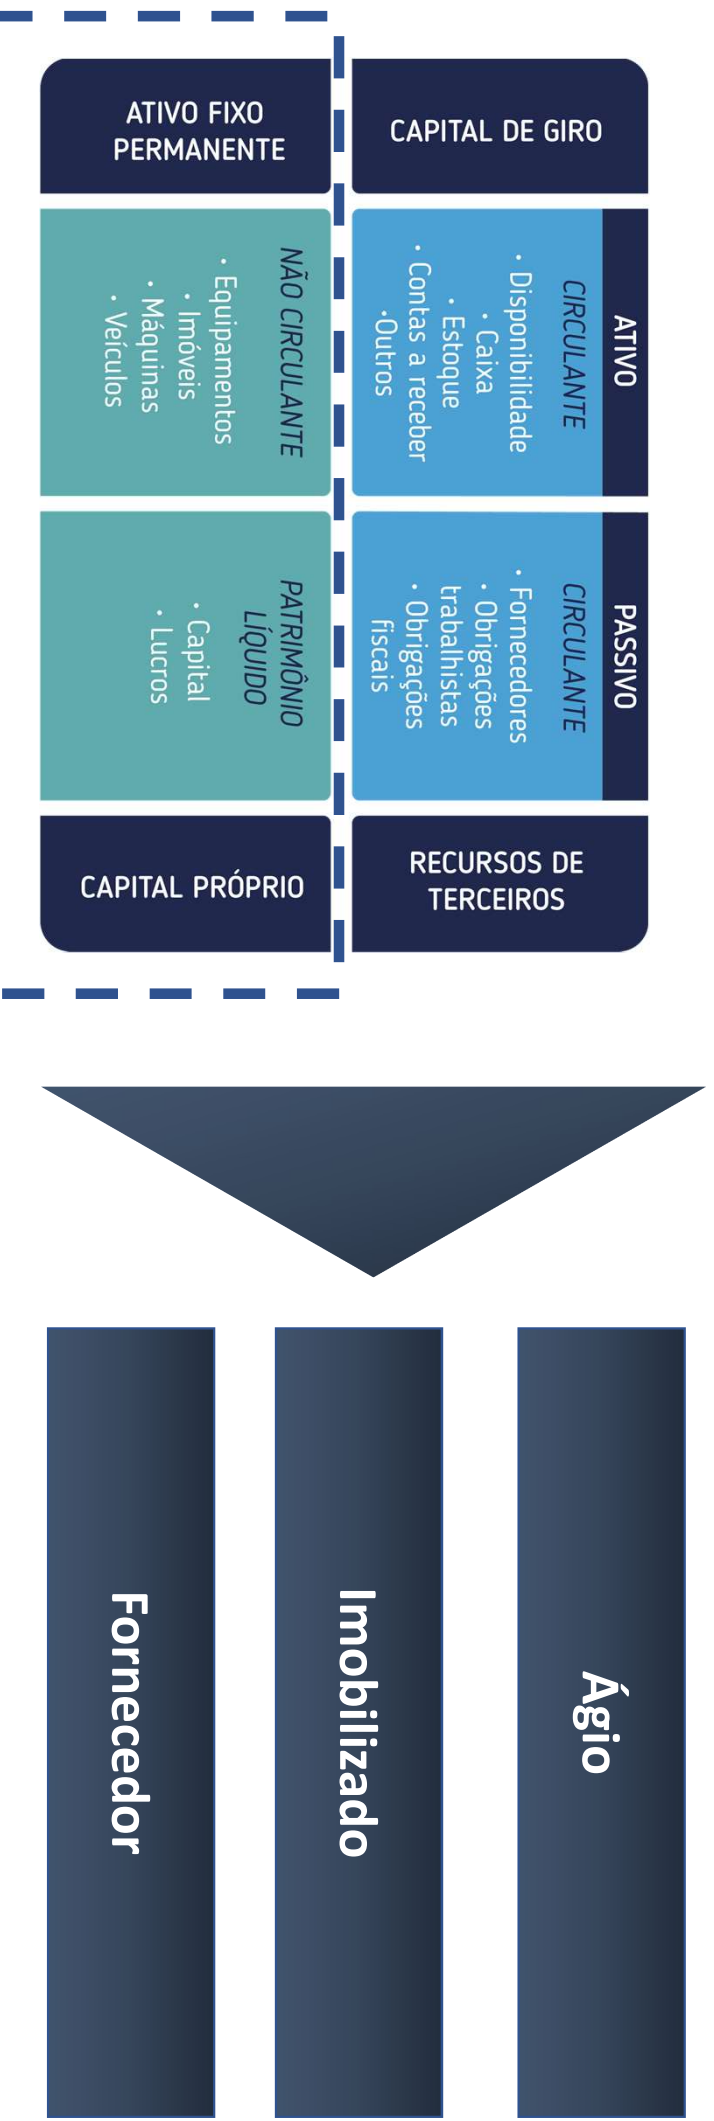 ATIVO FIXO
PERMANENTE
CAPITAL DE GIRO
ATIVO
CIRCULANTE
• Disponibilidade
• Caixa
• Estoque
• Contas a receber
•Outros
NÃO CIRCULANTE
• Equipamentos
• Imóveis
• Máquinas
• Veículos
PASSIVO
CIRCULANTE
• Fornecedores
• Obrigações
trabalhistas
• Obrigações
fiscais
PATRIMÔNIO
LÍQUIDO
• Capital
• Lucros
CAPITAL PRÓPRIO
RECURSOS DE
TERCEIROS
Ágio
Imobilizado
Fornecedor